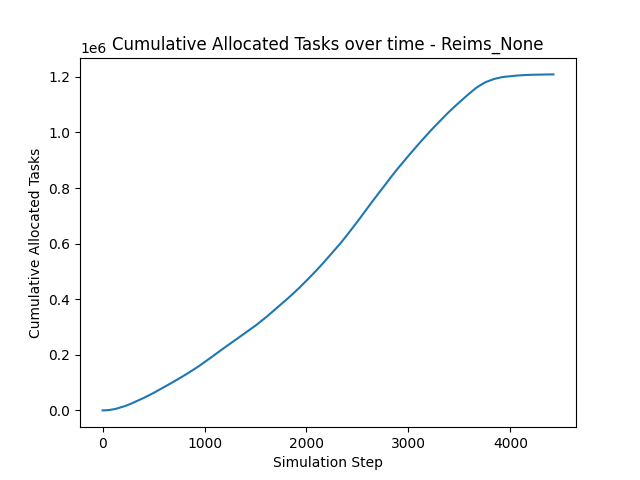 Cumulative Allocated Tasks over time - Reims_None
1e6
1.2
1.0
0.8
0.6
0.4
0.2
0.0
Cumulative Allocated Tasks
0 1000 2000 3000 4000
Simulation Step